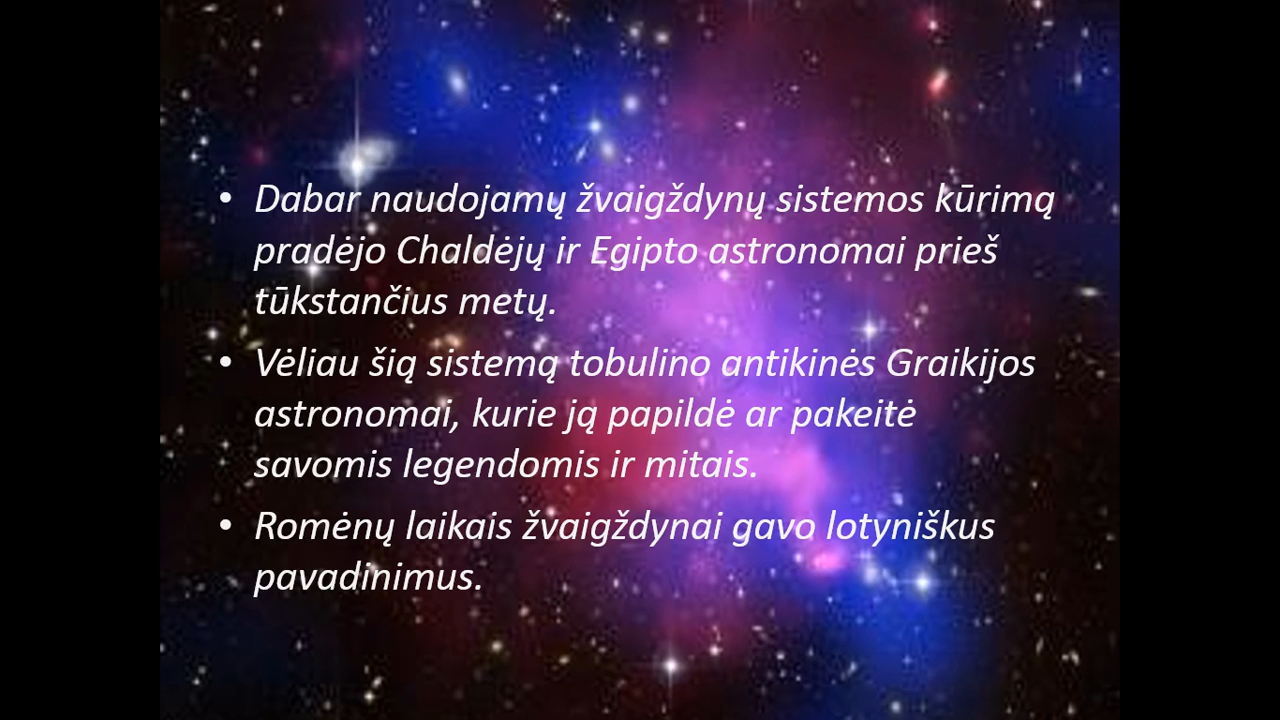 • Dabar naudojamų žvaigždynų sistemos kūrimą
pradėjo Chaldėjų ir Egipto astronomai prieš
tūkstančius metų.
• Vėliau šią sistemą tobulino antikinės Graikijos
astronomai, kurie ją papildė ar pakeitė
savomis legendomis ir mitais.
• Romėnų laikais žvaigždynai gavo lotyniškus
pavadinimus.